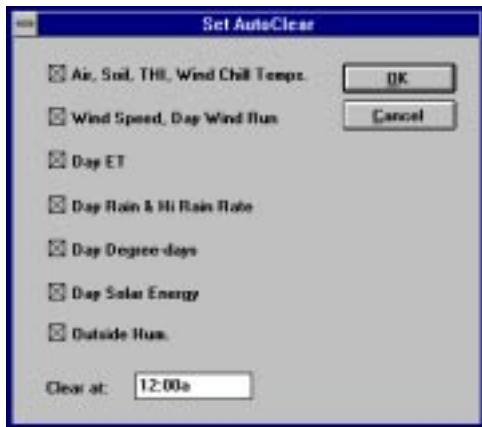 Set AutoClear
Air, Soil, THI, Wind Chill Temps.
OK
Wind Speed, Day Wind Run
Cancel
Day ET
Day Rain & Hi Rain Rate
Day Degree-days
Day Solar Energy
Outside Hum.
Clear at: 12:00a